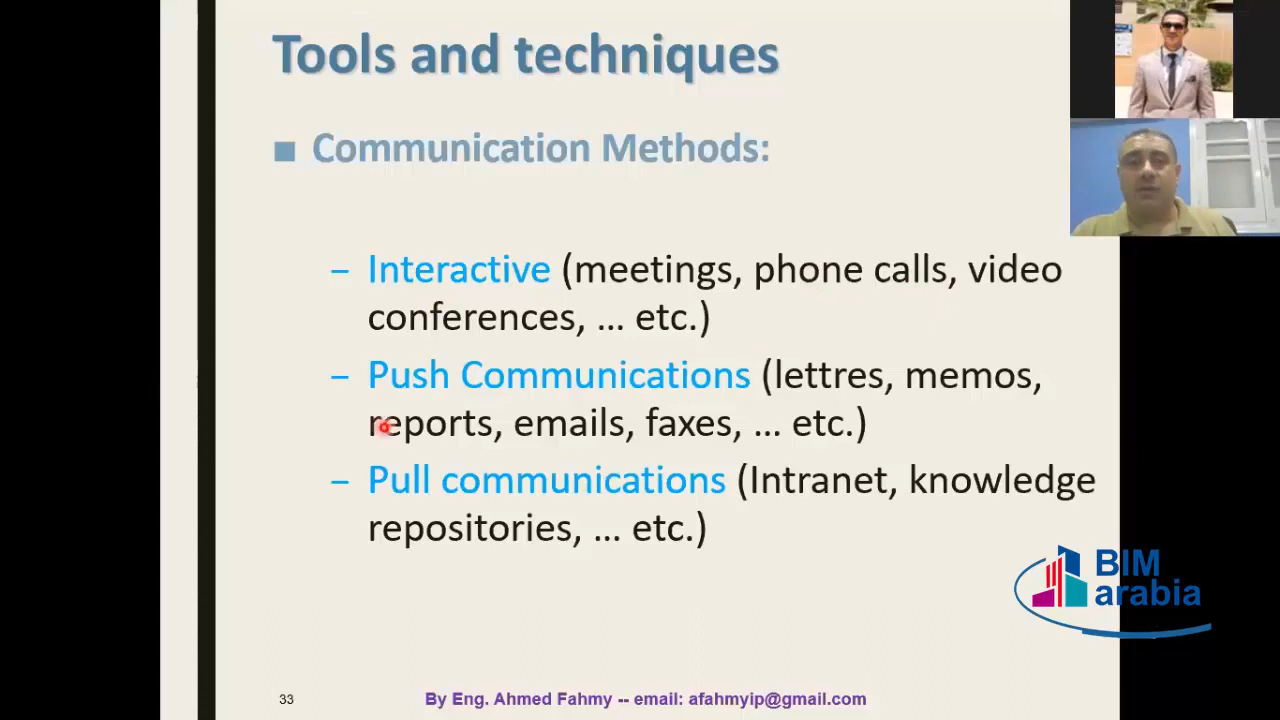 Tools and techniques
■ Communication Methods:
– Interactive (meetings, phone calls, video
conferences, ... etc.)
– Push Communications (lettres, memos,
reports, emails, faxes, ... etc.)
– Pull communications (Intranet, knowledge
repositories, ... etc.)
BIM
arabia
33
By Eng. Ahmed Fahmy -- email: afahmyip@gmail.com